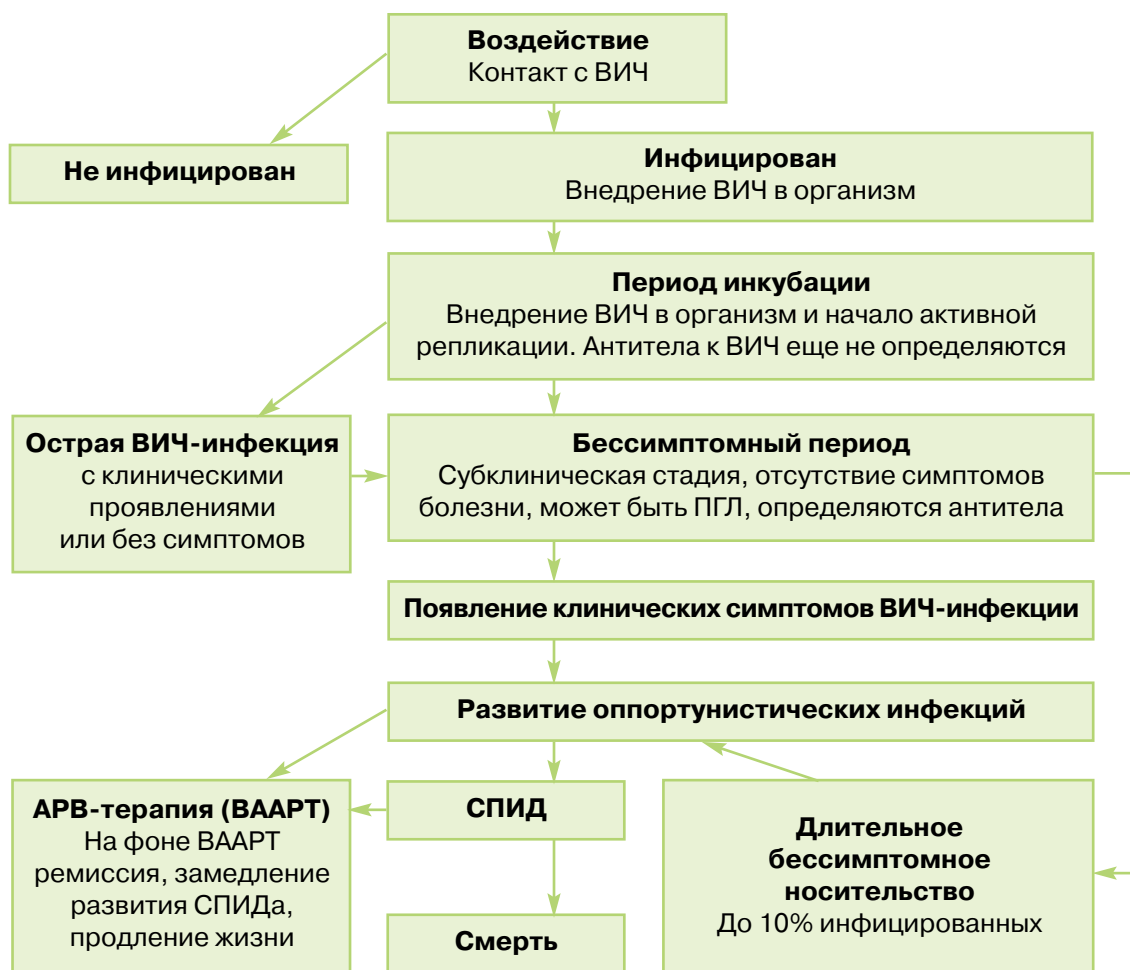 Воздействие
Контакт с ВИЧ
Не инфицирован
Инфицирован
Внедрение ВИЧ в организм
Период инкубации
Внедрение ВИЧ в организм и начало активной
репликации. Антитела к ВИЧ еще не определяются
Острая ВИЧ-инфекция
с клиническими
проявлениями
или без симптомов
Бессимптомный период
Субклиническая стадия, отсутствие симптомов
болезни, может быть ПГЛ, определяются антитела
Появление клинических симптомов ВИЧ-инфекции
Развитие оппортунистических инфекций
АРВ-терапия (ВААРТ)
На фоне ВААРТ
ремиссия, замедление
развития СПИДа,
продление жизни
СПИД
Смерть
Длительное
бессимптомное
носительство
До 10% инфицированных